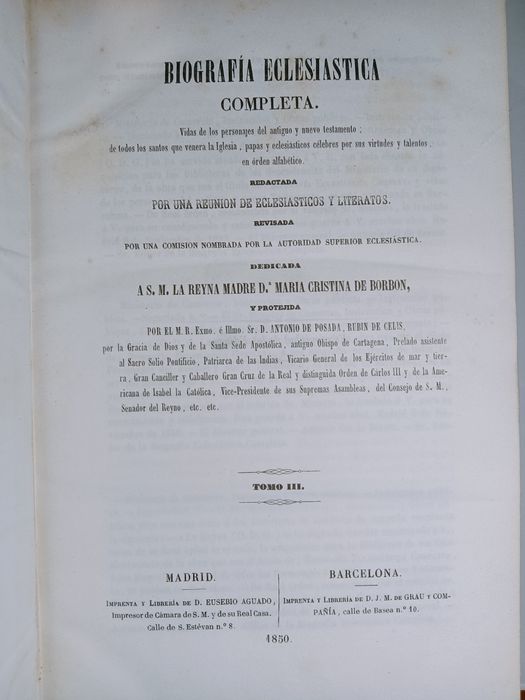 BIOGRAFÍA ECLESIASTICA
COMPLETA.
Vidas de los personajes del antiguo y nuevo testamento;
de todos los santos que venera la Iglesia, papas y eclesiásticos célebres por sus virtudes y talentos,
en órden alfabético.
REDACTADA
POR UNA REUNION DE ECLESIASTICOS Y LITERATOS.
REVISADA
POR UNA COMISION NOMBRADA POR LA AUTORIDAD SUPERIOR ECLESIÁSTICA.
DEDICADA
A S. M. LA REYNA MADRE D.ª MARIA CRISTINA DE BORBON,
Y PROTEJIDA
POR EL M. R. Exmo. é Illmo. Sr. D. ANTONIO DE POSADA, RUBIN DE CELIS,
por la Gracia de Dios y de la Santa Sede Apostólica, antiguo Obispo de Cartagena, Prelado asistente
al Sacro Solio Pontificio, Patriarca de las Indias, Vicario General de los Ejércitos de mar y tier-
ra, Gran Canciller y Caballero Gran Cruz de la Real y distinguida Orden de Cárlos III y de la Ame-
ricana de Isabel la Católica, Vice-Presidente de sus Supremas Asambleas, del Consejo de S. M.,
Senador del Reyno, etc. etc.
TOMO III.
MADRID.
IMPRENTA Y LIBRERÍA DE D. EUSEBIO AGUADO,
Impresor de Cámara de S. M. y de su Real Casa.
Calle de S. Estévan n.º 8.
BARCELONA.
IMPRENTA Y LIBRERÍA DE D. J. M. DE GRAU Y COM-
PAÑÍA, calle de Basea n.º 10.
1850.